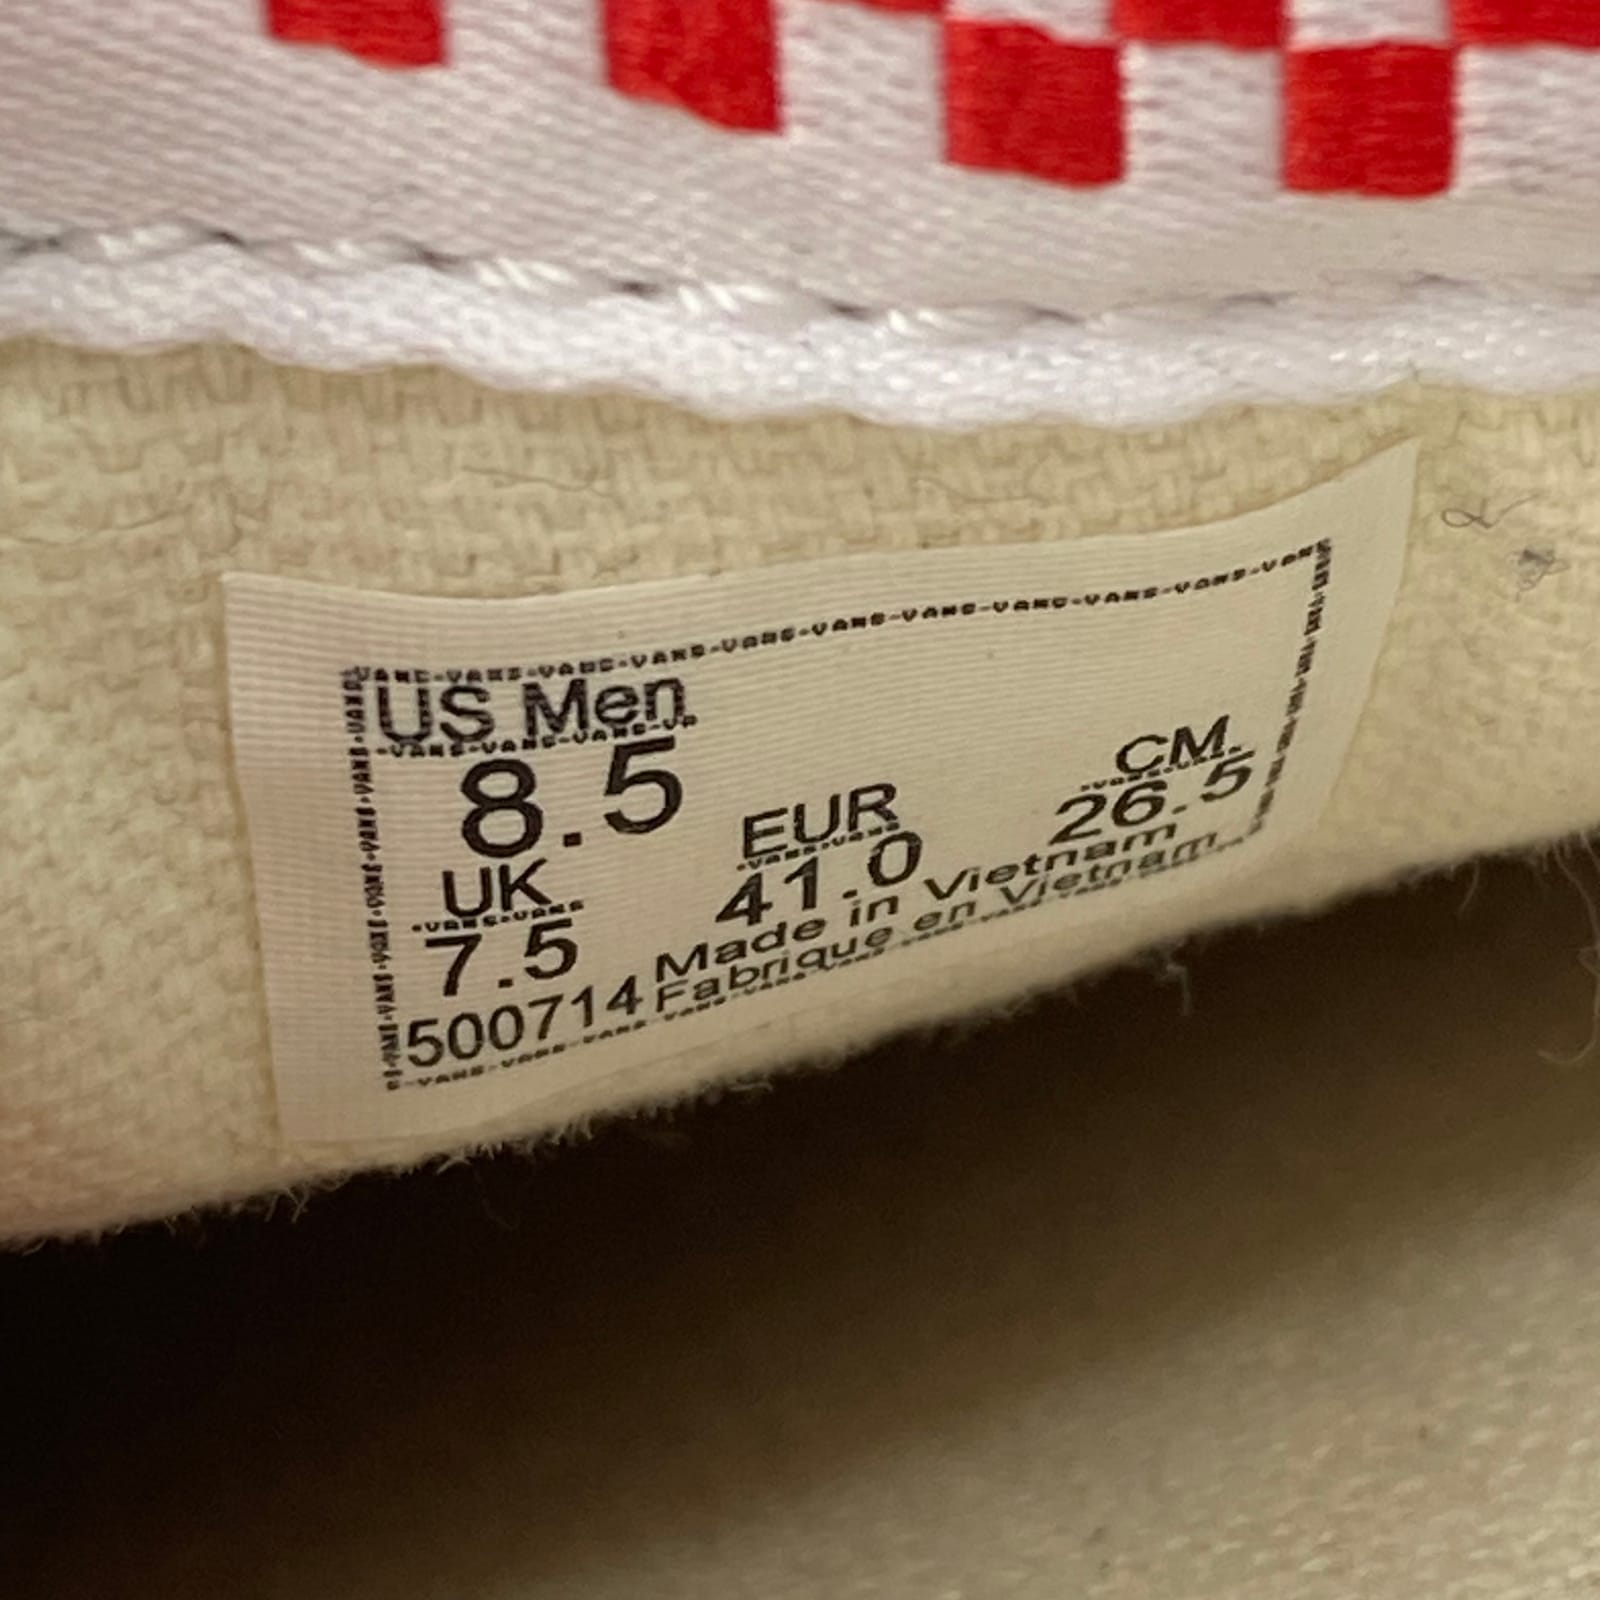 US Men
8.5
UK
7.5
EUR
41.0
CM.
26.5
500714 Made in Vietnam
Fabrique en Vietnam